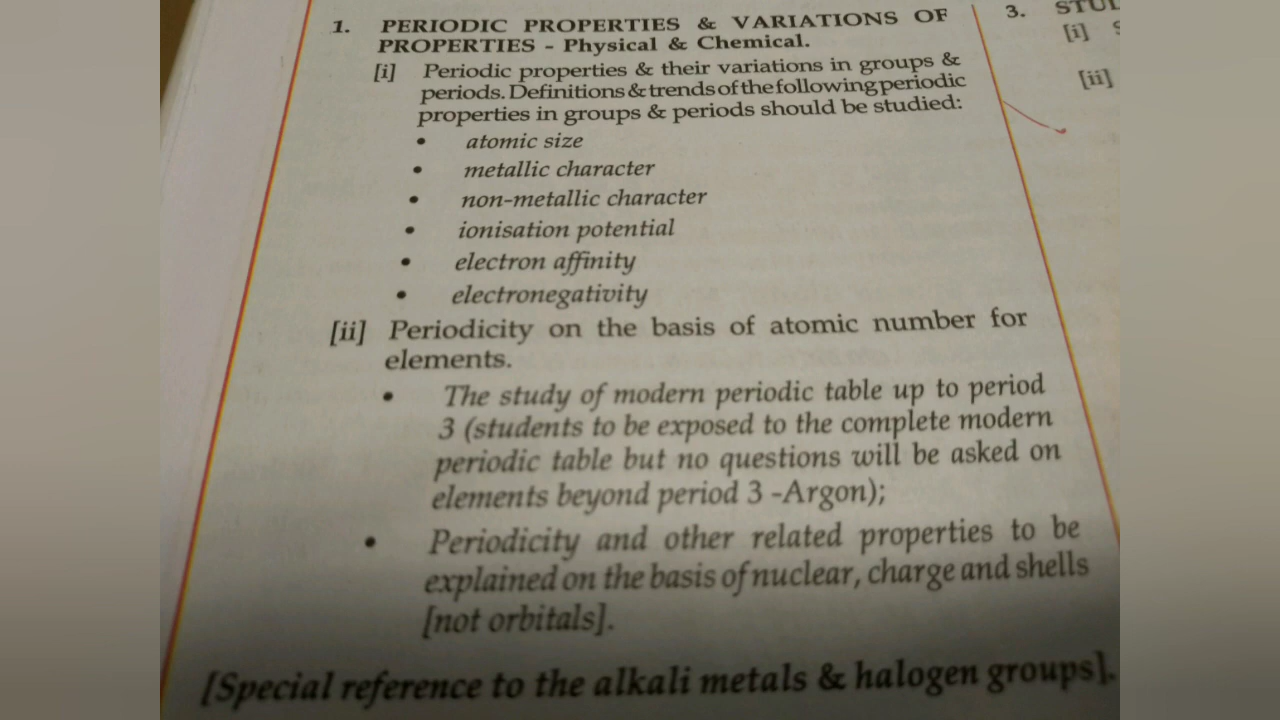 1. PERIODIC PROPERTIES & VARIATIONS OF
PROPERTIES - Physical & Chemical.
[i] Periodic properties & their variations in groups &
periods. Definitions & trends of the following periodic
properties in groups & periods should be studied:
• atomic size
• metallic character
• non-metallic character
• ionisation potential
• electron affinity
• electronegativity
[ii] Periodicity on the basis of atomic number for
elements.
• The study of modern periodic table up to period
3 (students to be exposed to the complete modern
periodic table but no questions will be asked on
elements beyond period 3 -Argon);
• Periodicity and other related properties to be
explained on the basis of nuclear, charge and shells
[not orbitals].
[Special reference to the alkali metals & halogen groups].
3.
[i]
[ii]